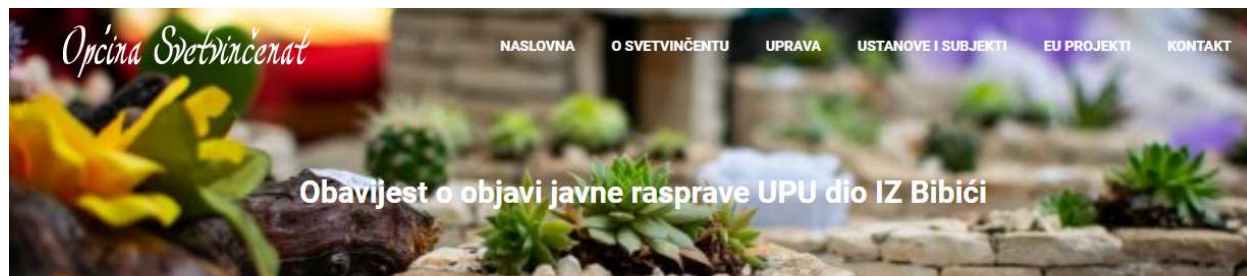 Općina Svetvinčenat
NASLOVNA O SVETVINČENTU UPRAVA USTANOVE I SUBJEKTI EU PROJEKTI KONTAKT
Obavijest o objavi javne rasprave UPU dio IZ Bibići